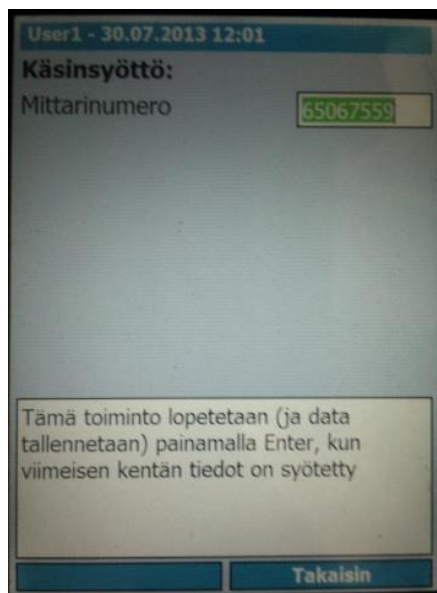 User1 - 30.07.2013 12:01
Käsinsyöttö:
Mittarinumero 65067559
Tämä toiminto lopetetaan (ja data
tallennetaan) painamalla Enter, kun
viimeisen kentän tiedot on syötetty
Takaisin